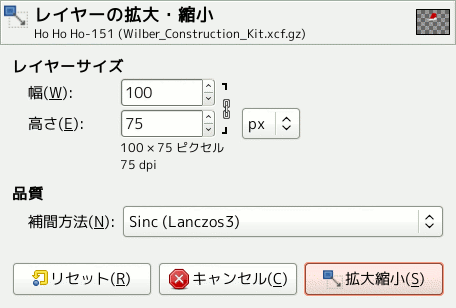 レイヤーの拡大・縮小
Ho Ho Ho-151 (Wilber_Construction_Kit.xcf.gz)
レイヤーサイズ
幅(W): 100
高さ(E): 75 px
100 × 75 ピクセル
75 dpi
品質
補間方法(N): Sinc (Lanczos3)
リセット(R) キャンセル(C) 拡大縮小(S)